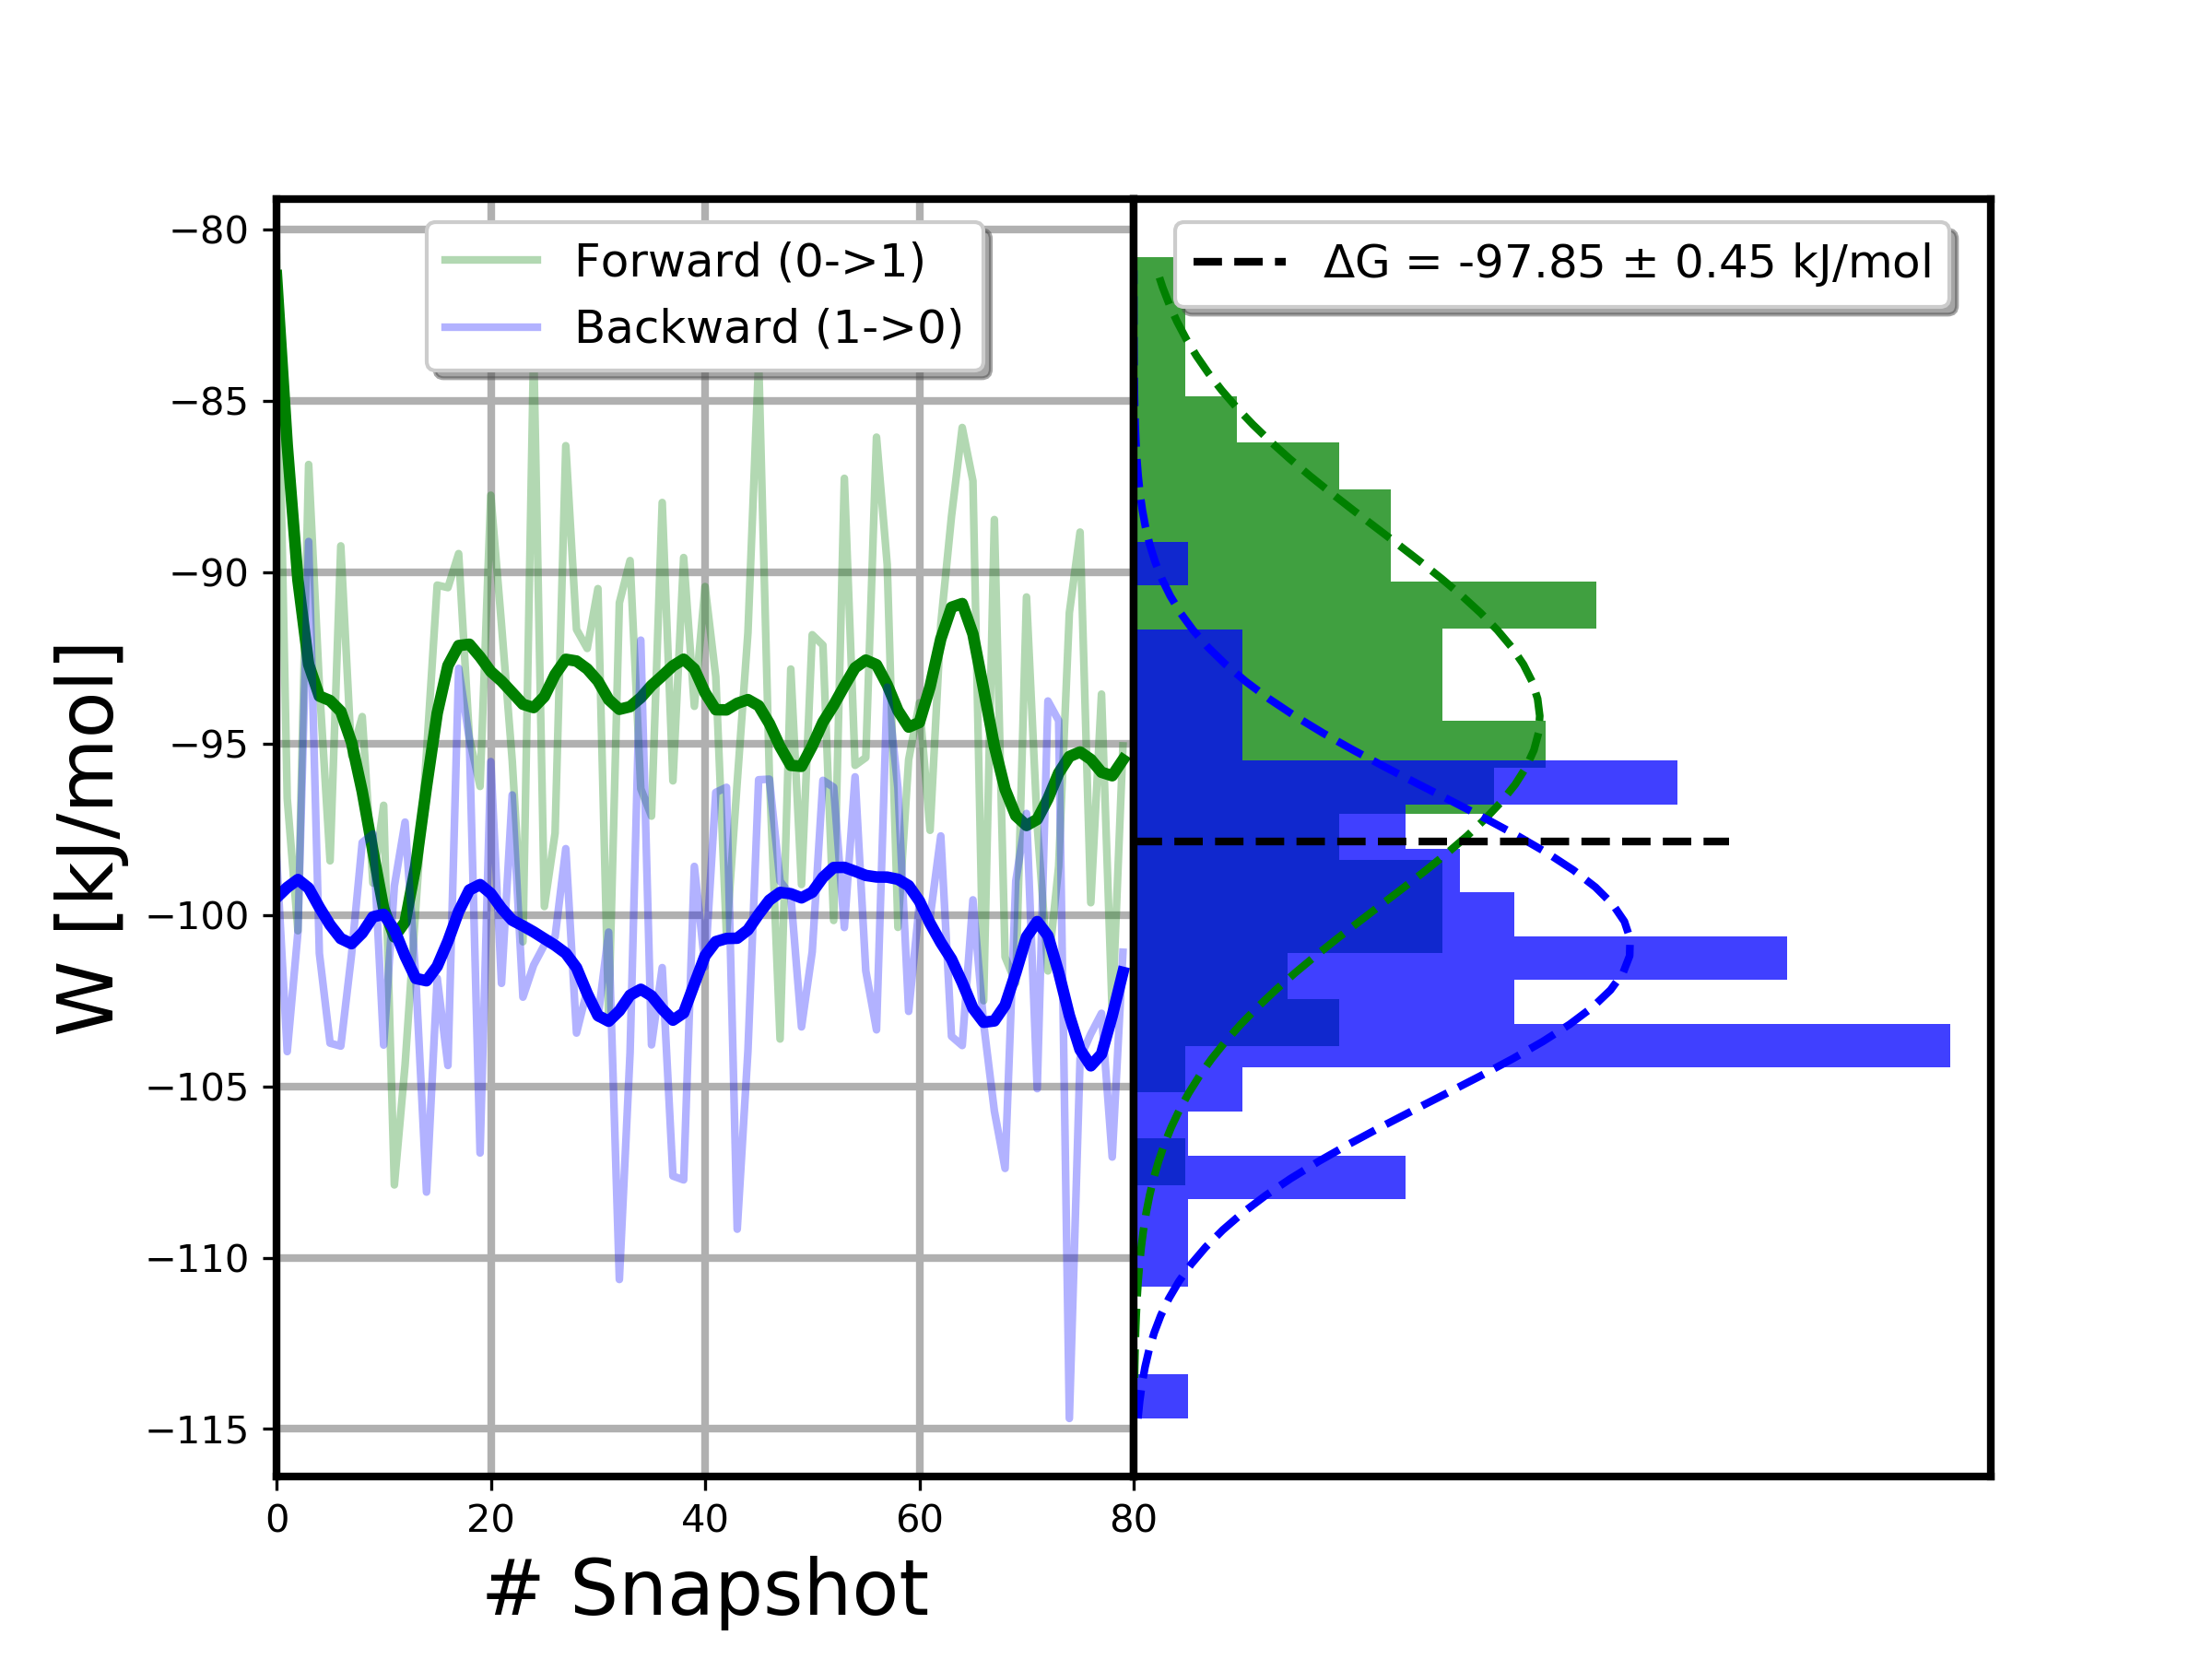 W [kJ/mol]
−80
−85
−90
−95
−100
−105
−110
−115
Forward (0->1)
Backward (1->0)
ΔG = -97.85 ± 0.45 kJ/mol
0 20 40 60 80
# Snapshot